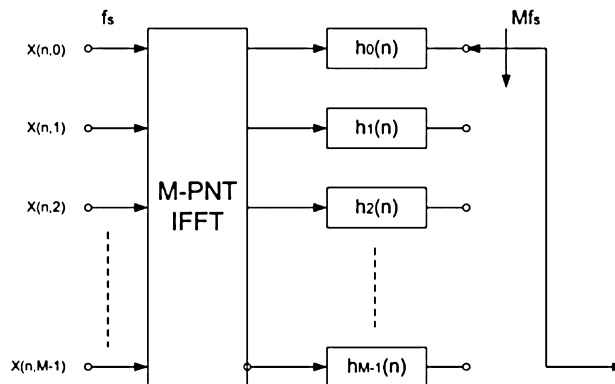 fs
Mfs
X(n,0)
h0(n)
X(n,1)
h1(n)
M-PNT
IFFT
X(n,2)
h2(n)
X(n,M-1)
hM-1(n)